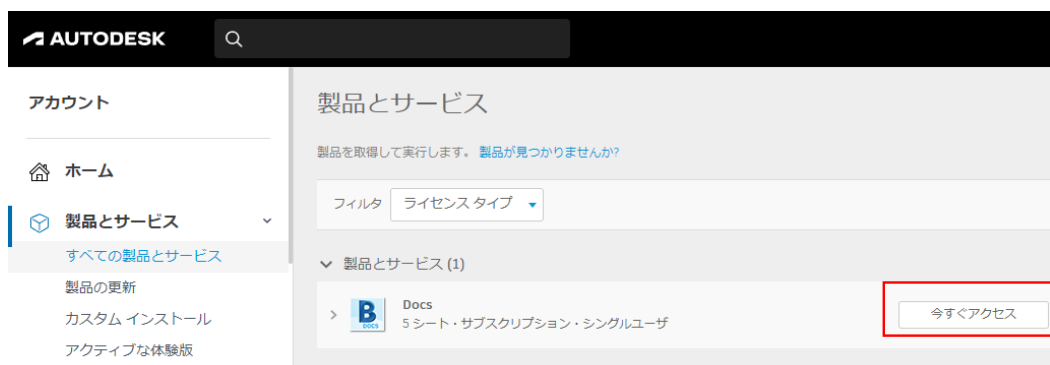 AUTODESK
アカウント
ホーム
製品とサービス
すべての製品とサービス
製品の更新
カスタム インストール
アクティブな体験版
製品とサービス
製品を取得して実行します。 製品が見つかりませんか?
フィルタ ライセンス タイプ
製品とサービス (1)
B
DOCS
Docs
5 シート・サブスクリプション・シングルユーザ
今すぐアクセス